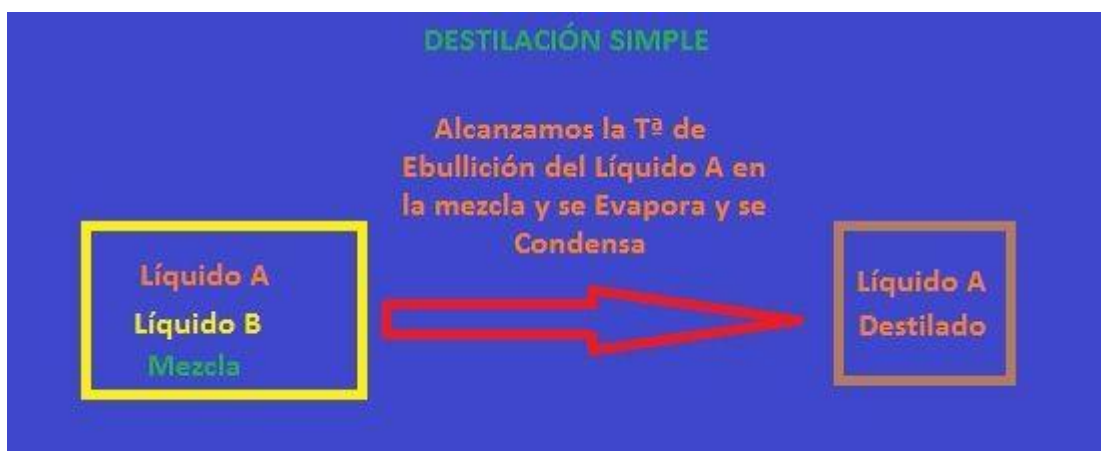 DESTILACIÓN SIMPLE
Alcanzamos la Tª de
Ebullición del Líquido A en
la mezcla y se Evapora y se
Condensa
Líquido A
Líquido B
Mezcla
Líquido A
Destilado